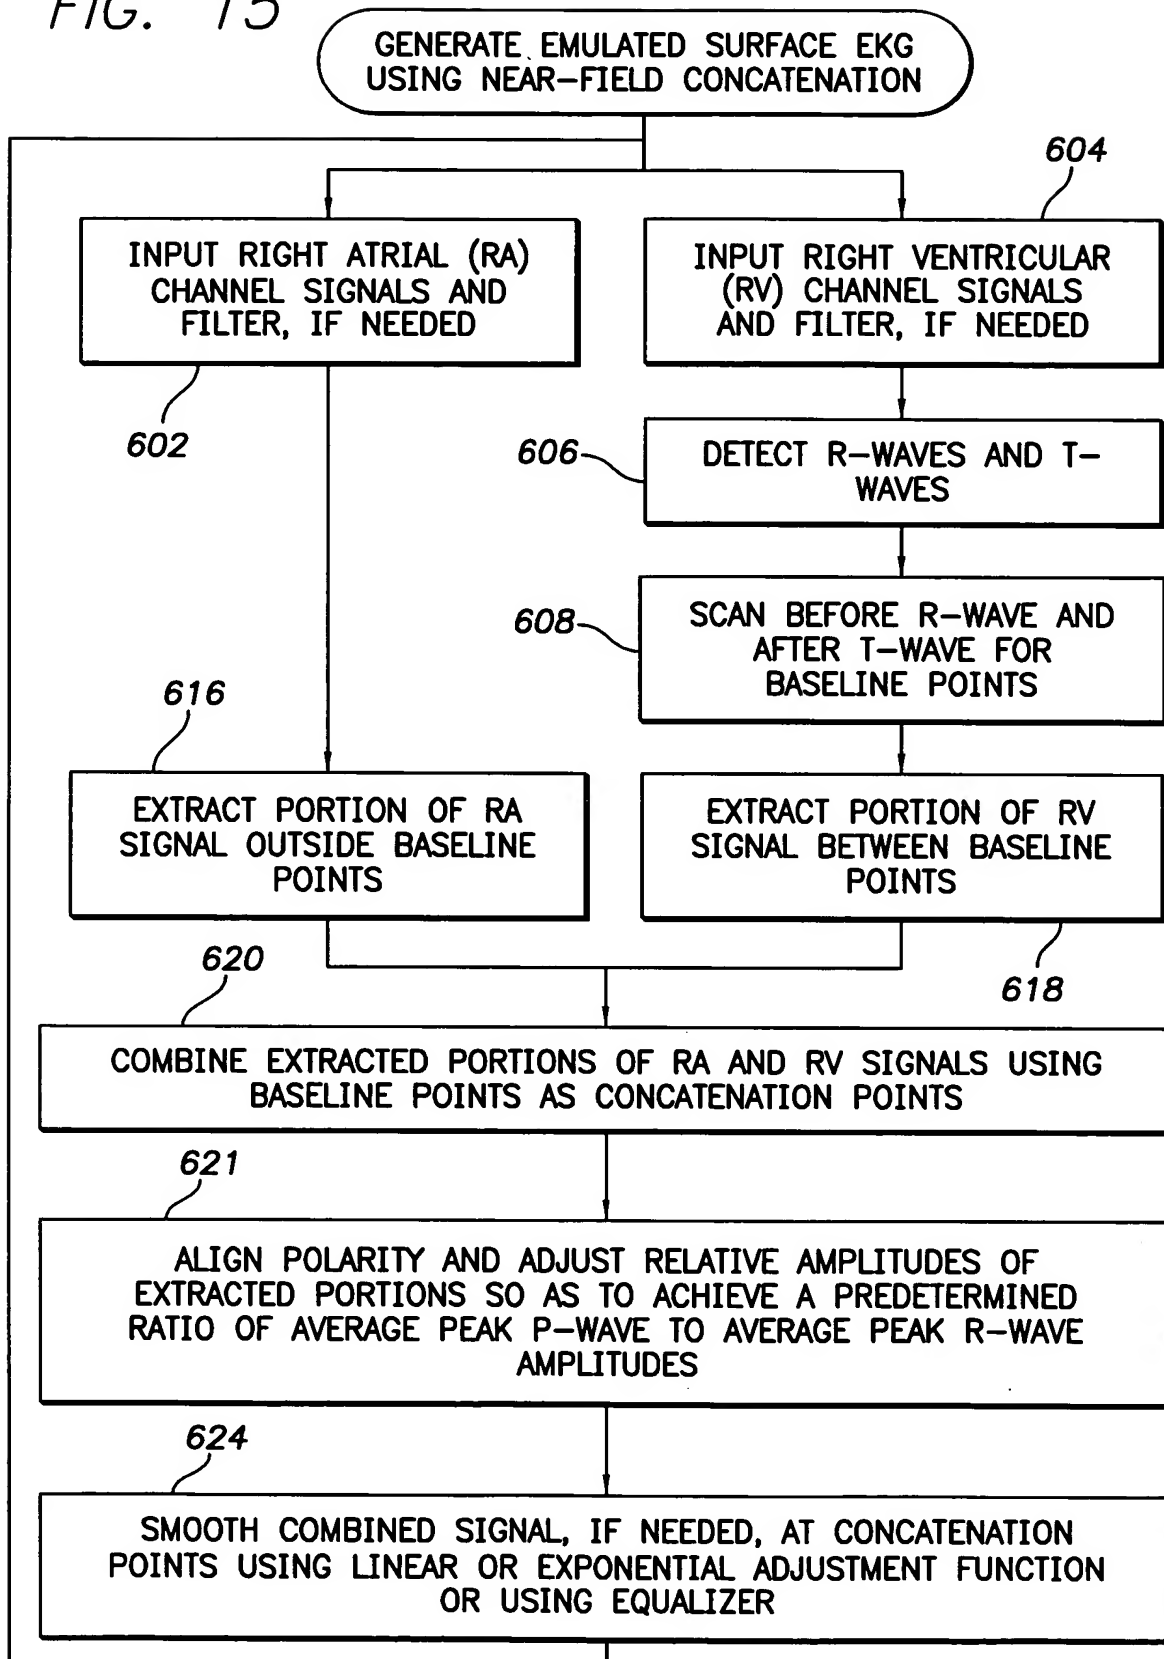 FIG. 15
GENERATE EMULATED SURFACE EKG
USING NEAR-FIELD CONCATENATION
604
INPUT RIGHT ATRIAL (RA)
CHANNEL SIGNALS AND
FILTER, IF NEEDED
602
INPUT RIGHT VENTRICULAR
(RV) CHANNEL SIGNALS
AND FILTER, IF NEEDED
606
DETECT R-WAVES AND T-
WAVES
608
SCAN BEFORE R-WAVE AND
AFTER T-WAVE FOR
BASELINE POINTS
616
EXTRACT PORTION OF RA
SIGNAL OUTSIDE BASELINE
POINTS
EXTRACT PORTION OF RV
SIGNAL BETWEEN BASELINE
POINTS
618
620
COMBINE EXTRACTED PORTIONS OF RA AND RV SIGNALS USING
BASELINE POINTS AS CONCATENATION POINTS
621
ALIGN POLARITY AND ADJUST RELATIVE AMPLITUDES OF
EXTRACTED PORTIONS SO AS TO ACHIEVE A PREDETERMINED
RATIO OF AVERAGE PEAK P-WAVE TO AVERAGE PEAK R-WAVE
AMPLITUDES
624
SMOOTH COMBINED SIGNAL, IF NEEDED, AT CONCATENATION
POINTS USING LINEAR OR EXPONENTIAL ADJUSTMENT FUNCTION
OR USING EQUALIZER